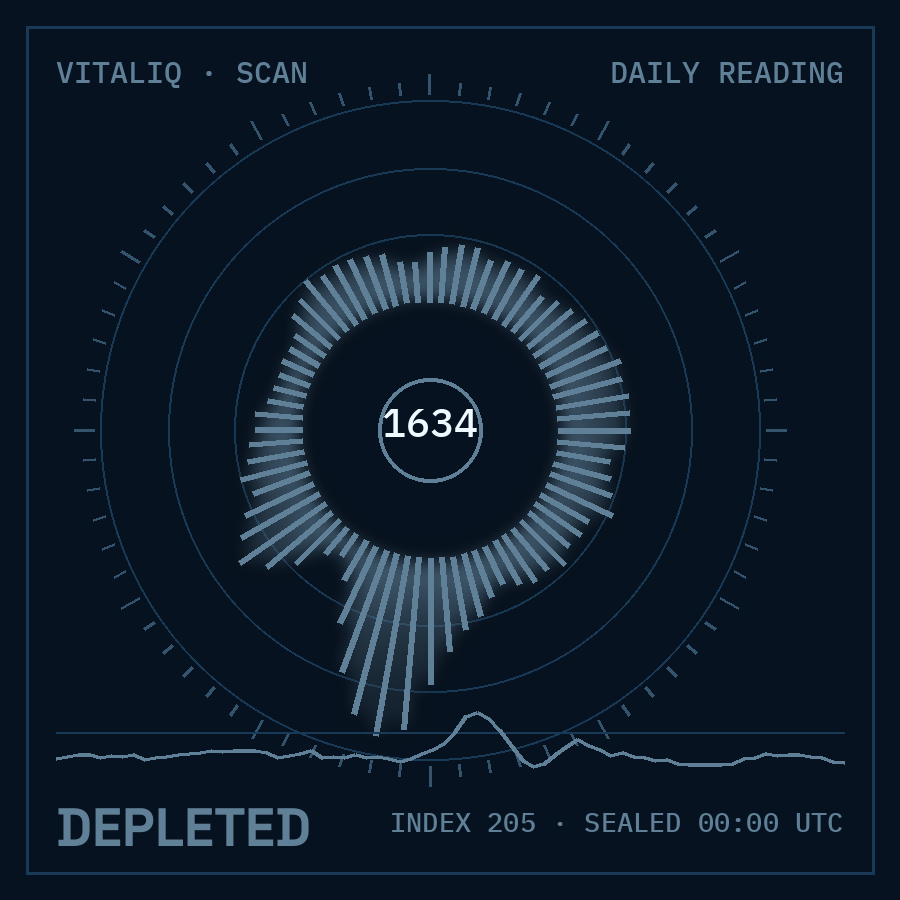 VITALIQ · SCAN
DAILY READING
1634
DEPLETED
INDEX 205 · SEALED 00:00 UTC